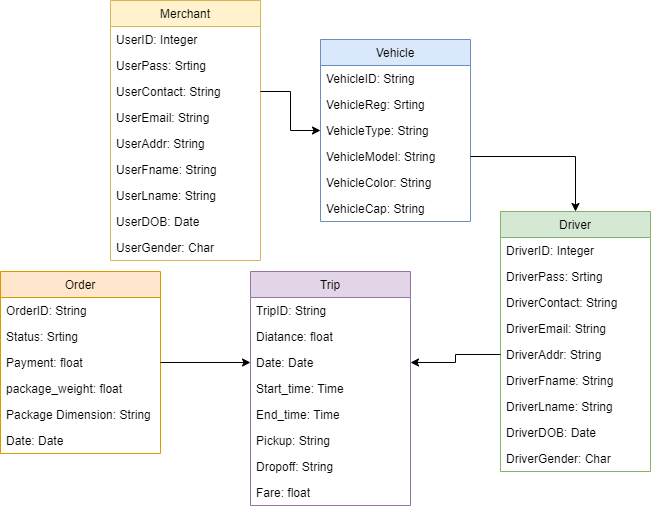 Merchant
UserID: Integer
UserPass: Srting
UserContact: String
UserEmail: String
UserAddr: String
UserFname: String
UserLname: String
UserDOB: Date
UserGender: Char
Vehicle
VehicleID: String
VehicleReg: Srting
VehicleType: String
VehicleModel: String
VehicleColor: String
VehicleCap: String
Driver
DriverID: Integer
DriverPass: Srting
DriverContact: String
DriverEmail: String
DriverAddr: String
DriverFname: String
DriverLname: String
DriverDOB: Date
DriverGender: Char
Order
OrderID: String
Status: Srting
Payment: float
package_weight: float
Package Dimension: String
Date: Date
Trip
TripID: String
Diatance: float
Date: Date
Start_time: Time
End_time: Time
Pickup: String
Dropoff: String
Fare: float